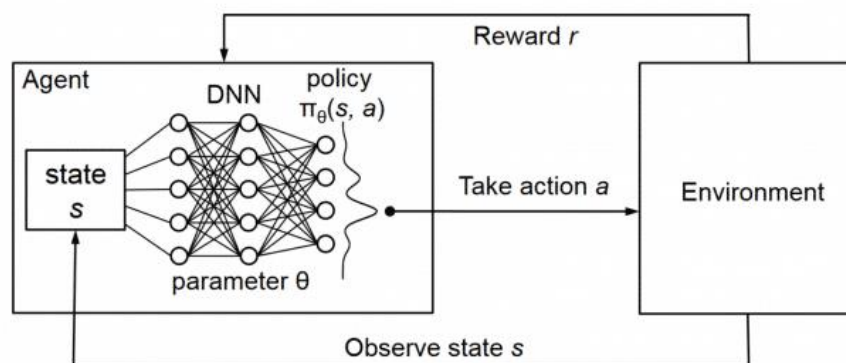 Reward r
Agent
DNN
policy
πθ(s, a)
state
s
parameter θ
Take action a
Environment
Observe state s